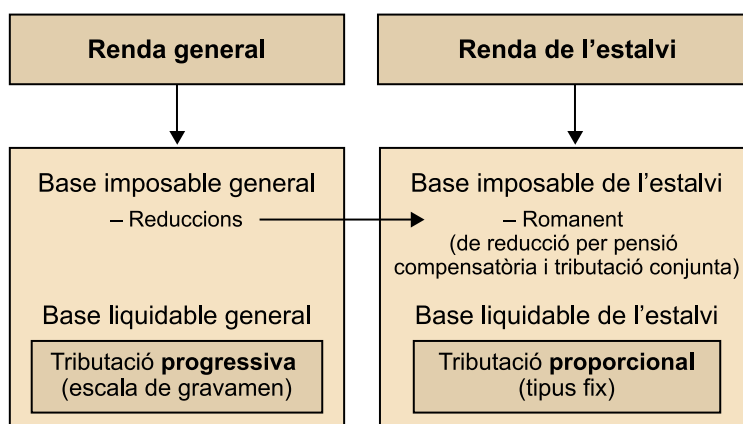 Renda general
Renda de l’estalvi
Base imposable general
– Reduccions
Base liquidable general
Tributació progressiva
(escala de gravamen)
Base imposable de l’estalvi
– Romanent
(de reducció per pensió
compensatòria i tributació conjunta)
Base liquidable de l’estalvi
Tributació proporcional
(tipus fix)